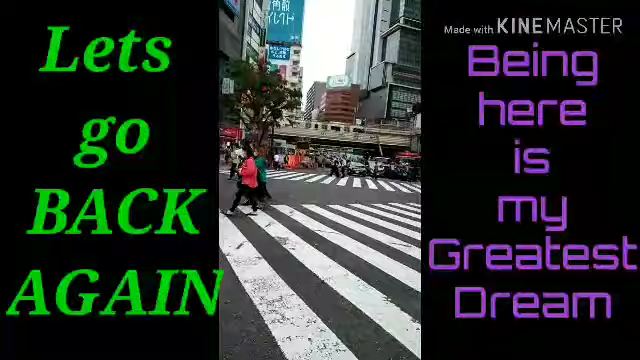 Lets
go
BACK
AGAIN
Made with KINEMASTER
Being
here
is
my
Greatest
Dream